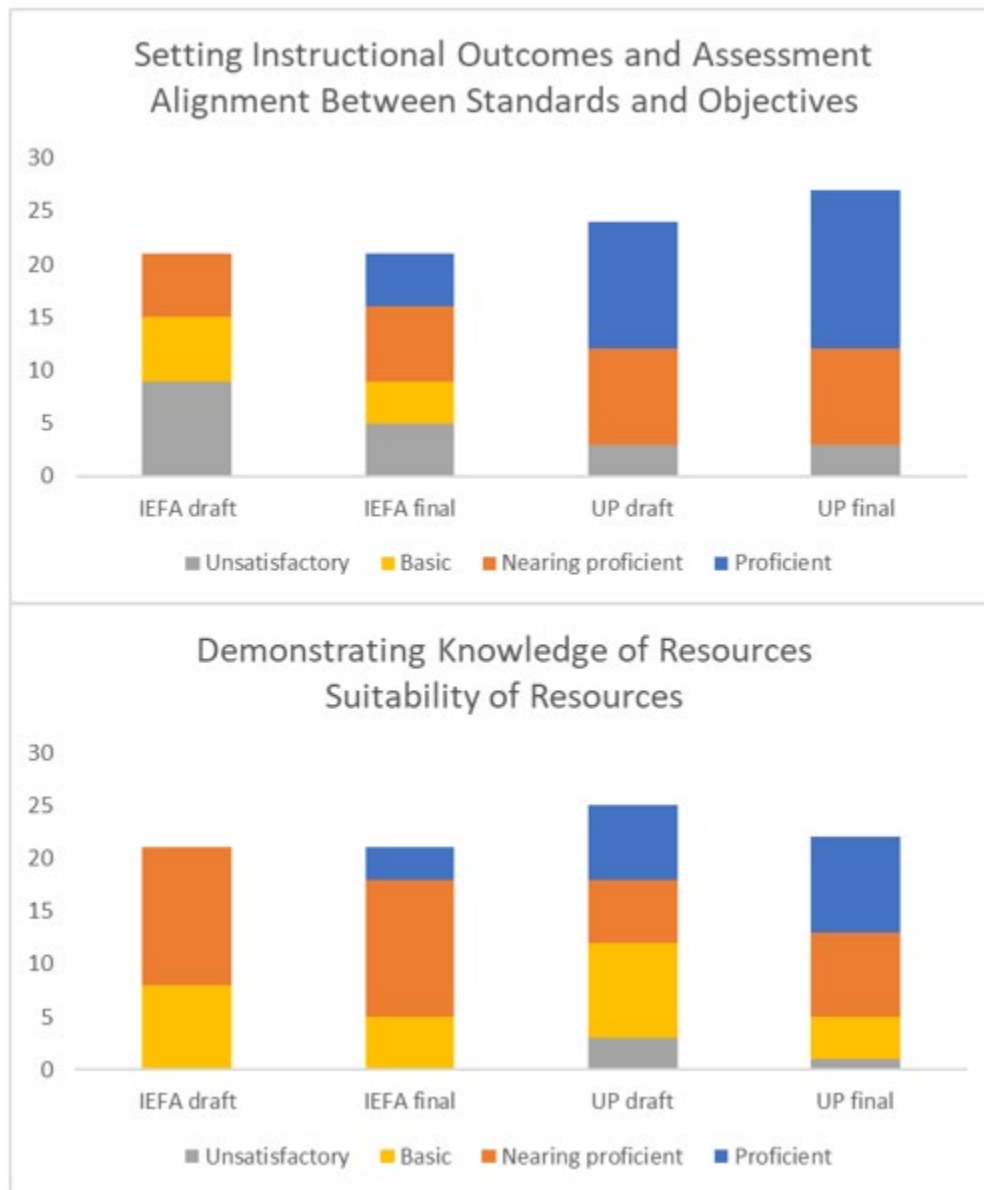 Setting Instructional Outcomes and Assessment
Alignment Between Standards and Objectives
30
25
20
15
10
5
0
IEFA draft IEFA final UP draft UP final
Unsatisfactory Basic Nearing proficient Proficient
Demonstrating Knowledge of Resources
Suitability of Resources
30
25
20
15
10
5
0
IEFA draft IEFA final UP draft UP final
Unsatisfactory Basic Nearing proficient Proficient